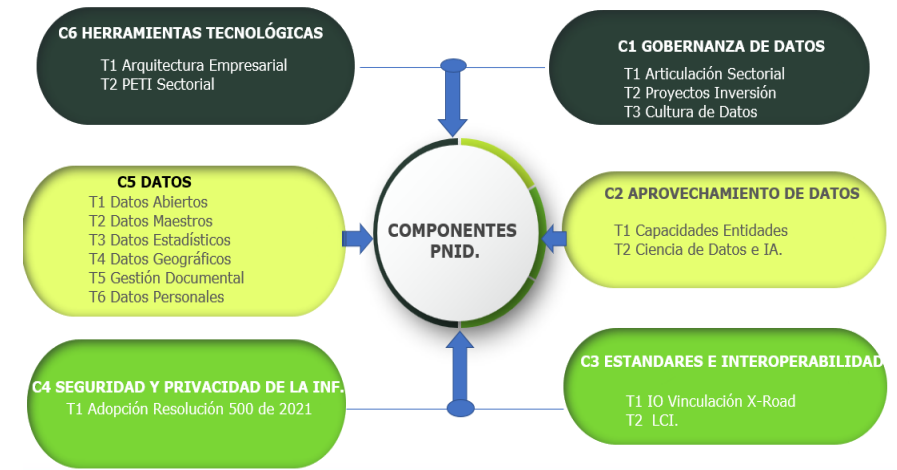 C6 HERRAMIENTAS TECNOLÓGICAS
T1 Arquitectura Empresarial
T2 PETI Sectorial
C1 GOBERNANZA DE DATOS
T1 Articulación Sectorial
T2 Proyectos Inversión
T3 Cultura de Datos
C5 DATOS
T1 Datos Abiertos
T2 Datos Maestros
T3 Datos Estadísticos
T4 Datos Geográficos
T5 Gestión Documental
T6 Datos Personales
COMPONENTES
PNID.
C2 APROVECHAMIENTO DE DATOS
T1 Capacidades Entidades
T2 Ciencia de Datos e IA.
C4 SEGURIDAD Y PRIVACIDAD DE LA INF.
T1 Adopción Resolución 500 de 2021
C3 ESTANDARES E INTEROPERABILIDAD
T1 IO Vinculación X-Road
T2 LCI.